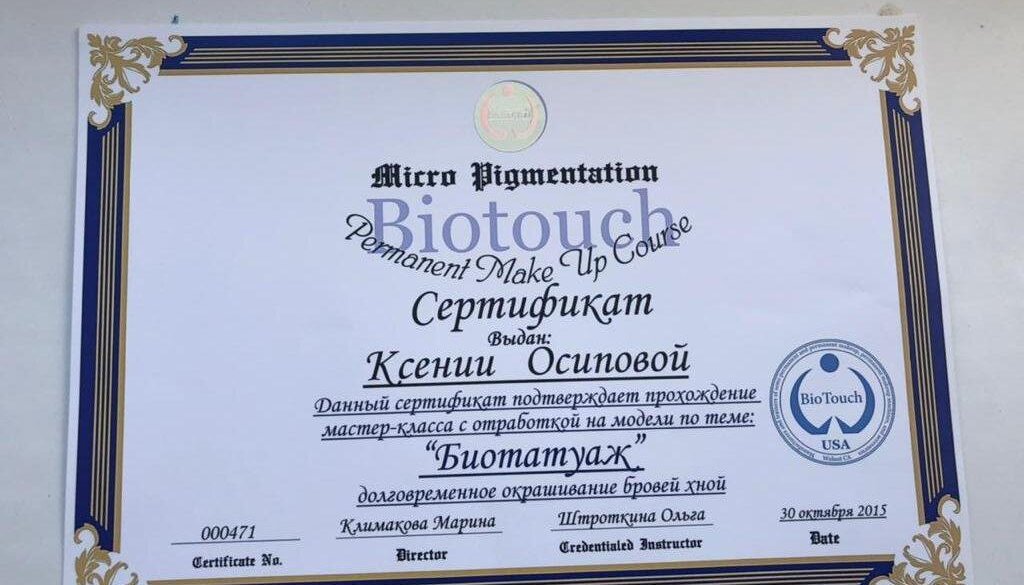 Micro Pigmentation
Biotouch
Permanent Make Up Course
Сертификат
Выдан:
Ксении Осиповой
Данный сертификат подтверждает прохождение
мастер-класса с отработкой на модели по теме:
“Биотатуаж”
долговременное окрашивание бровей хной
000471
Certificate No.
Климакова Марина
Director
Штроткина Ольга
Credentialed Instructor
30 октября 2015
Date
BioTouch
USA
Walnut CA